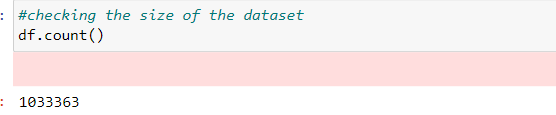 : #checking the size of the dataset
df.count()
: 1033363